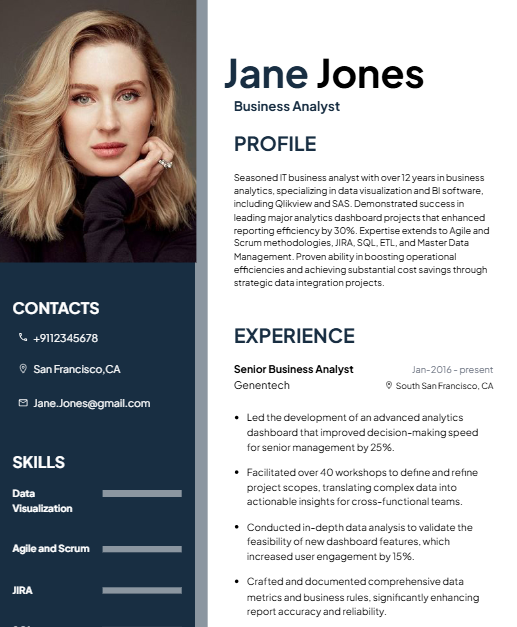 Jane Jones
Business Analyst
PROFILE
Seasoned IT business analyst with over 12 years in business
analytics, specializing in data visualization and BI software,
including Qlikview and SAS. Demonstrated success in
leading major analytics dashboard projects that enhanced
reporting efficiency by 30%. Expertise extends to Agile and
Scrum methodologies, JIRA, SQL, ETL, and Master Data
Management. Proven ability in boosting operational
efficiencies and achieving substantial cost savings through
strategic data integration projects.
CONTACTS
+9112345678
San Francisco,CA
Jane.Jones@gmail.com
SKILLS
Data
Visualization
Agile and Scrum
JIRA
EXPERIENCE
Senior Business Analyst Jan-2016 - present
Genentech South San Francisco, CA
• Led the development of an advanced analytics
dashboard that improved decision-making speed
for senior management by 25%.
• Facilitated over 40 workshops to define and refine
project scopes, translating complex data into
actionable insights for cross-functional teams.
• Conducted in-depth data analysis to validate the
feasibility of new dashboard features, which
increased user engagement by 15%.
• Crafted and documented comprehensive data
metrics and business rules, significantly enhancing
report accuracy and reliability.